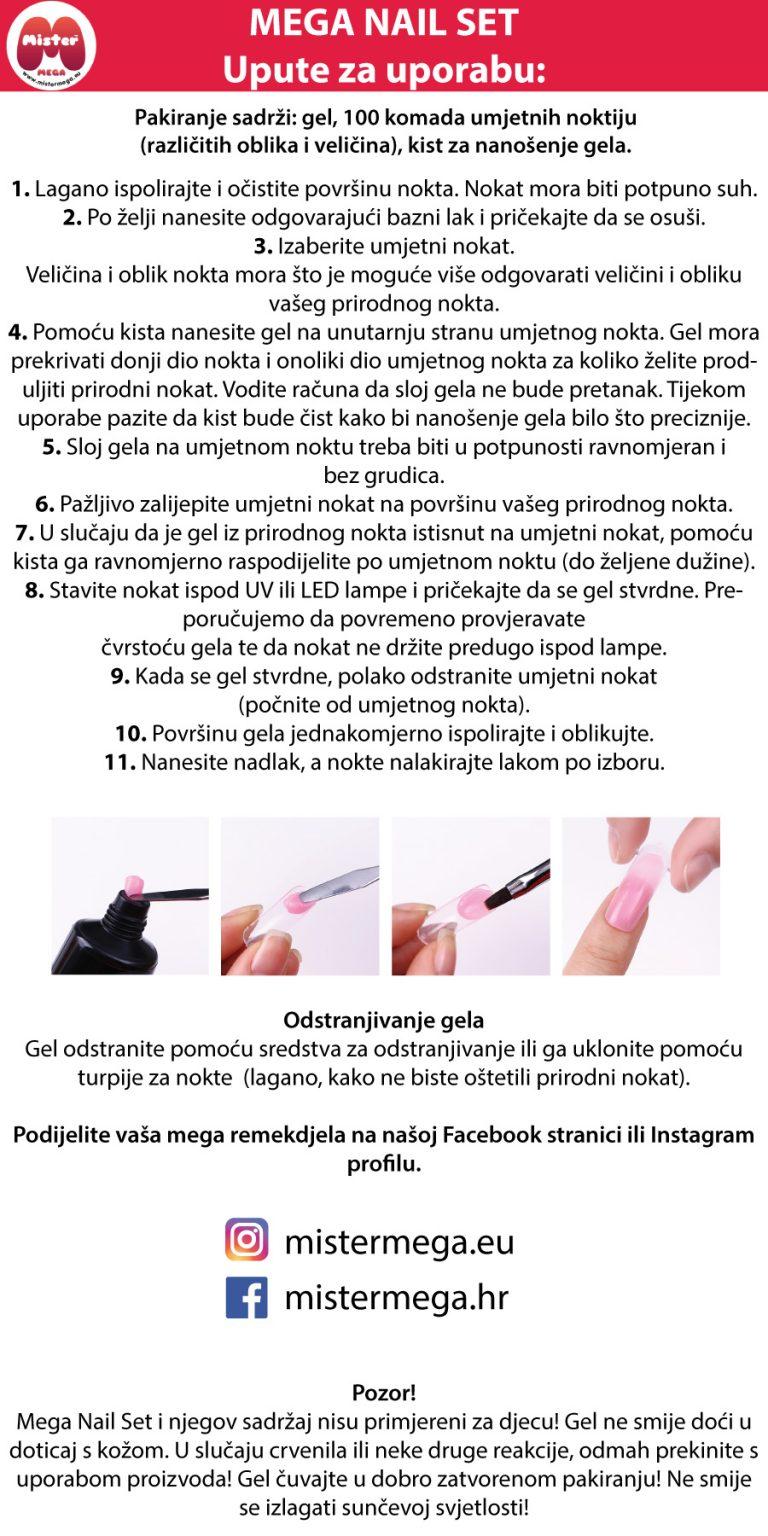 Mister
MEGA
www.mistermega.eu
MEGA NAIL SET
Upute za uporabu:
Pakiranje sadrži: gel, 100 komada umjetnih noktiju
(različitih oblika i veličina), kist za nanošenje gela.
1. Lagano ispolirajte i očistite površinu nokta. Nokat mora biti potpuno suh.
2. Po želji nanesite odgovarajući bazni lak i pričekajte da se osuši.
3. Izaberite umjetni nokat.
Veličina i oblik nokta mora što je moguće više odgovarati veličini i obliku
vašeg prirodnog nokta.
4. Pomoću kista nanesite gel na unutarnju stranu umjetnog nokta. Gel mora
prekrivati donji dio nokta i onoliki dio umjetnog nokta za koliko želite prod-
uljiti prirodni nokat. Vodite računa da sloj gela ne bude pretanak. Tijekom
uporabe pazite da kist bude čist kako bi nanošenje gela bilo što preciznije.
5. Sloj gela na umjetnom noktu treba biti u potpunosti ravnomjeran i
bez grudica.
6. Pažljivo zalijepite umjetni nokat na površinu vašeg prirodnog nokta.
7. U slučaju da je gel iz prirodnog nokta istisnut na umjetni nokat, pomoću
kista ga ravnomjerno raspodijelite po umjetnom noktu (do željene dužine).
8. Stavite nokat ispod UV ili LED lampe i pričekajte da se gel stvrdne. Pre-
poručujemo da povremeno provjeravate
čvrstoću gela te da nokat ne držite predugo ispod lampe.
9. Kada se gel stvrdne, polako odstranite umjetni nokat
(počnite od umjetnog nokta).
10. Površinu gela jednakomjerno ispolirajte i oblikujte.
11. Nanesite nadlak, a nokte nalakirajte lakom po izboru.
Odstranjivanje gela
Gel odstranite pomoću sredstva za odstranjivanje ili ga uklonite pomoću
turpije za nokte (lagano, kako ne biste oštetili prirodni nokat).
Podijelite vaša mega remekdjela na našoj Facebook stranici ili Instagram
profilu.
mistermega.eu
mistermega.hr
Pozor!
Mega Nail Set i njegov sadržaj nisu primjereni za djecu! Gel ne smije doći u
doticaj s kožom. U slučaju crvenila ili neke druge reakcije, odmah prekinite s
uporabom proizvoda! Gel čuvajte u dobro zatvorenom pakiranju! Ne smije
se izlagati sunčevoj svjetlosti!